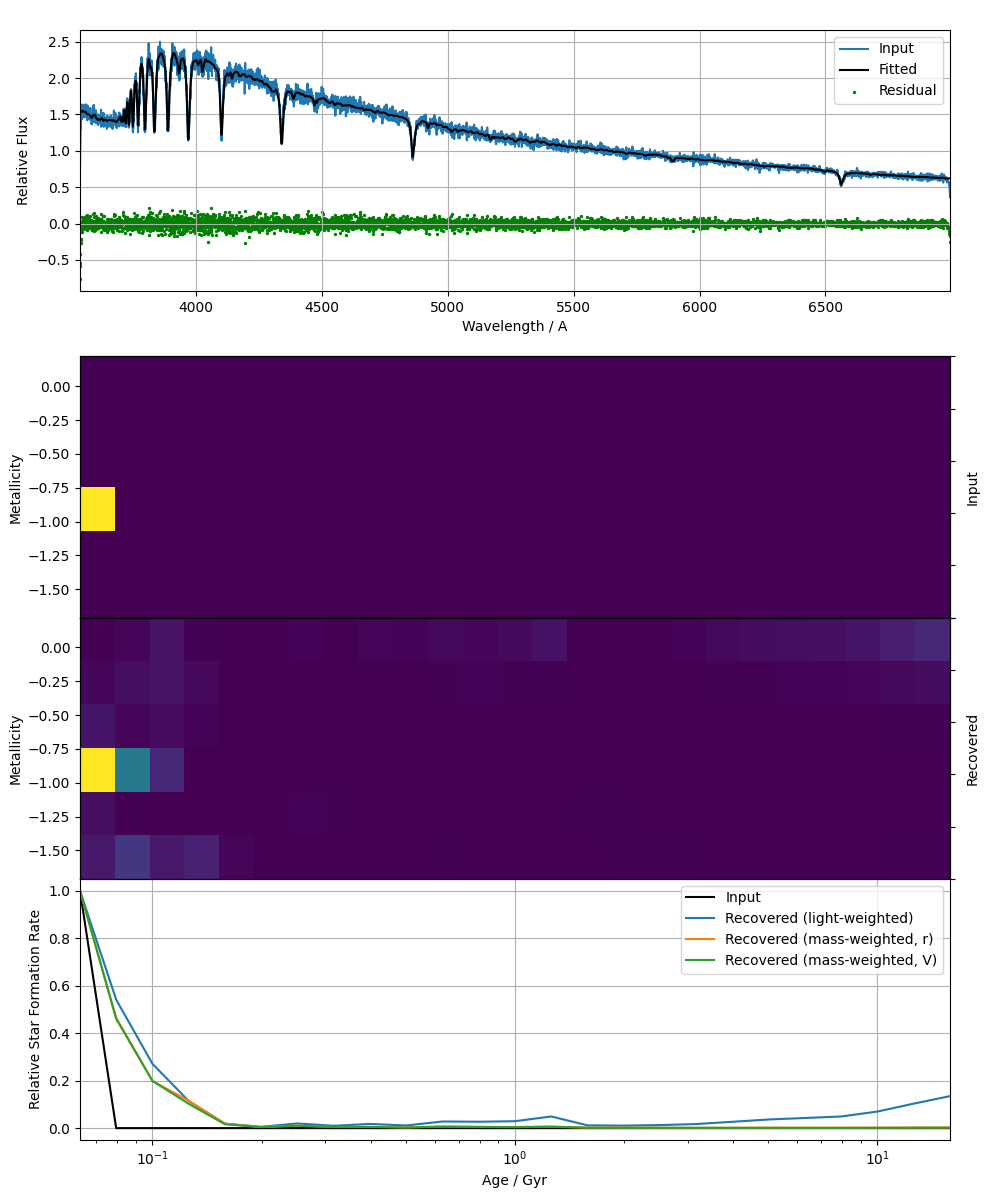 2.5
2.0
1.5
1.0
0.5
0.0
−0.5
Relative Flux
Input
Fitted
Residual
4000
4500
5000
5500
6000
6500
Wavelength / A
0.00
−0.25
−0.50
−0.75
−1.00
−1.25
−1.50
Metallicity
Input
0.00
−0.25
−0.50
−0.75
−1.00
−1.25
−1.50
Metallicity
Recovered
1.0
0.8
0.6
0.4
0.2
0.0
Relative Star Formation Rate
Input
Recovered (light-weighted)
Recovered (mass-weighted, r)
Recovered (mass-weighted, V)
10⁻¹
10⁰
10¹
Age / Gyr